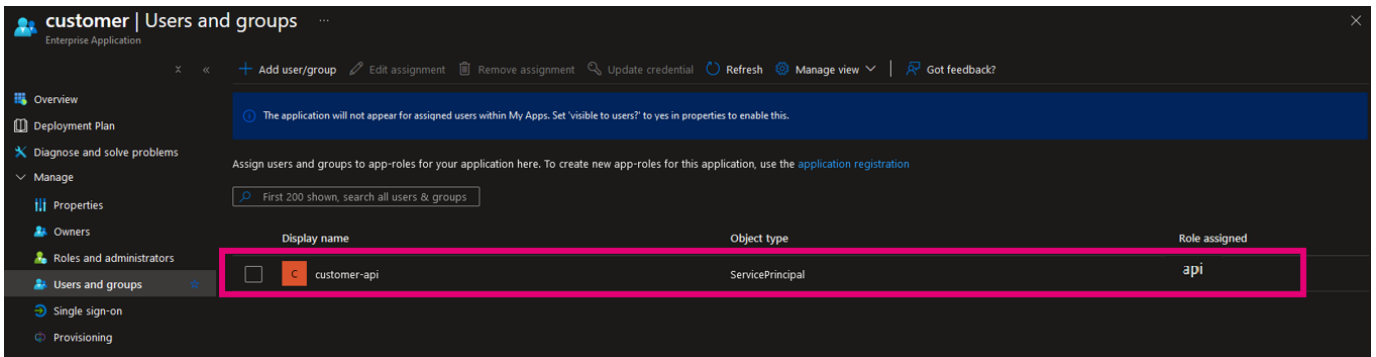 customer | Users and groups ...
Enterprise Application
Add user/group Edit assignment Remove assignment Update credential Refresh Manage view Got feedback?
Overview
Deployment Plan
Diagnose and solve problems
Manage
Properties
Owners
Roles and administrators
Users and groups
Single sign-on
Provisioning
The application will not appear for assigned users within My Apps. Set 'visible to users?' to yes in properties to enable this.
Assign users and groups to app-roles for your application here. To create new app-roles for this application, use the application registration
First 200 shown, search all users & groups
Display name Object type Role assigned
C customer-api ServicePrincipal api